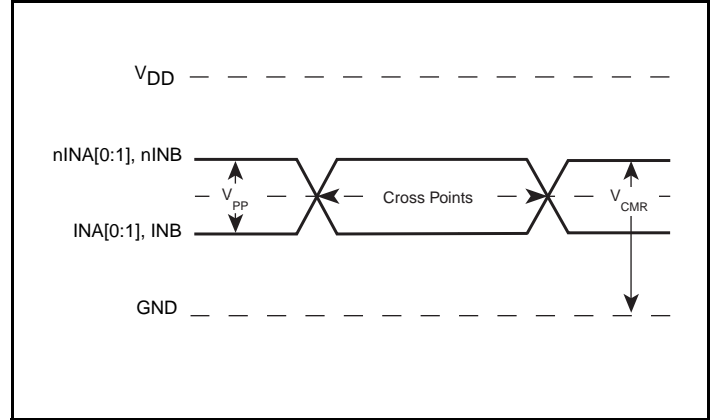 VDD
nINA[0:1], nINB
VPP
Cross Points
VCMR
INA[0:1], INB
GND